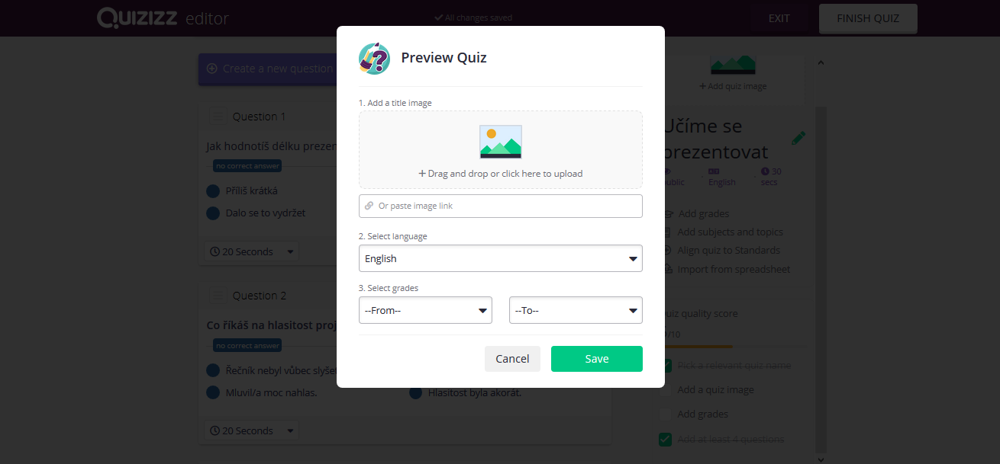 Quizizz editor
All changes saved
EXIT
FINISH QUIZ
Create a new question
Question 1
Jak hodnotíš délku
no correct answer
Příliš krátká
Dalo se to vydržet
20 Seconds
Question 2
Co říkáš na hlasitost
no correct answer
Řečník nebyl vůbec
Mluvil/a moc nahlas.
Hlasitost byla akorát.
20 Seconds
Preview Quiz
1. Add a title image
+ Drag and drop or click here to upload
Or paste image link
2. Select language
English
3. Select grades
--From--
--To--
Cancel
Save
+ Add quiz image
Učíme se
prezentovat
English
30
secs
Add grades
Add subjects and topics
Align quiz to Standards
Import from spreadsheet
quality score
/10
Pick a relevant quiz name
Add a quiz image
Add grades
Add at least 4 questions